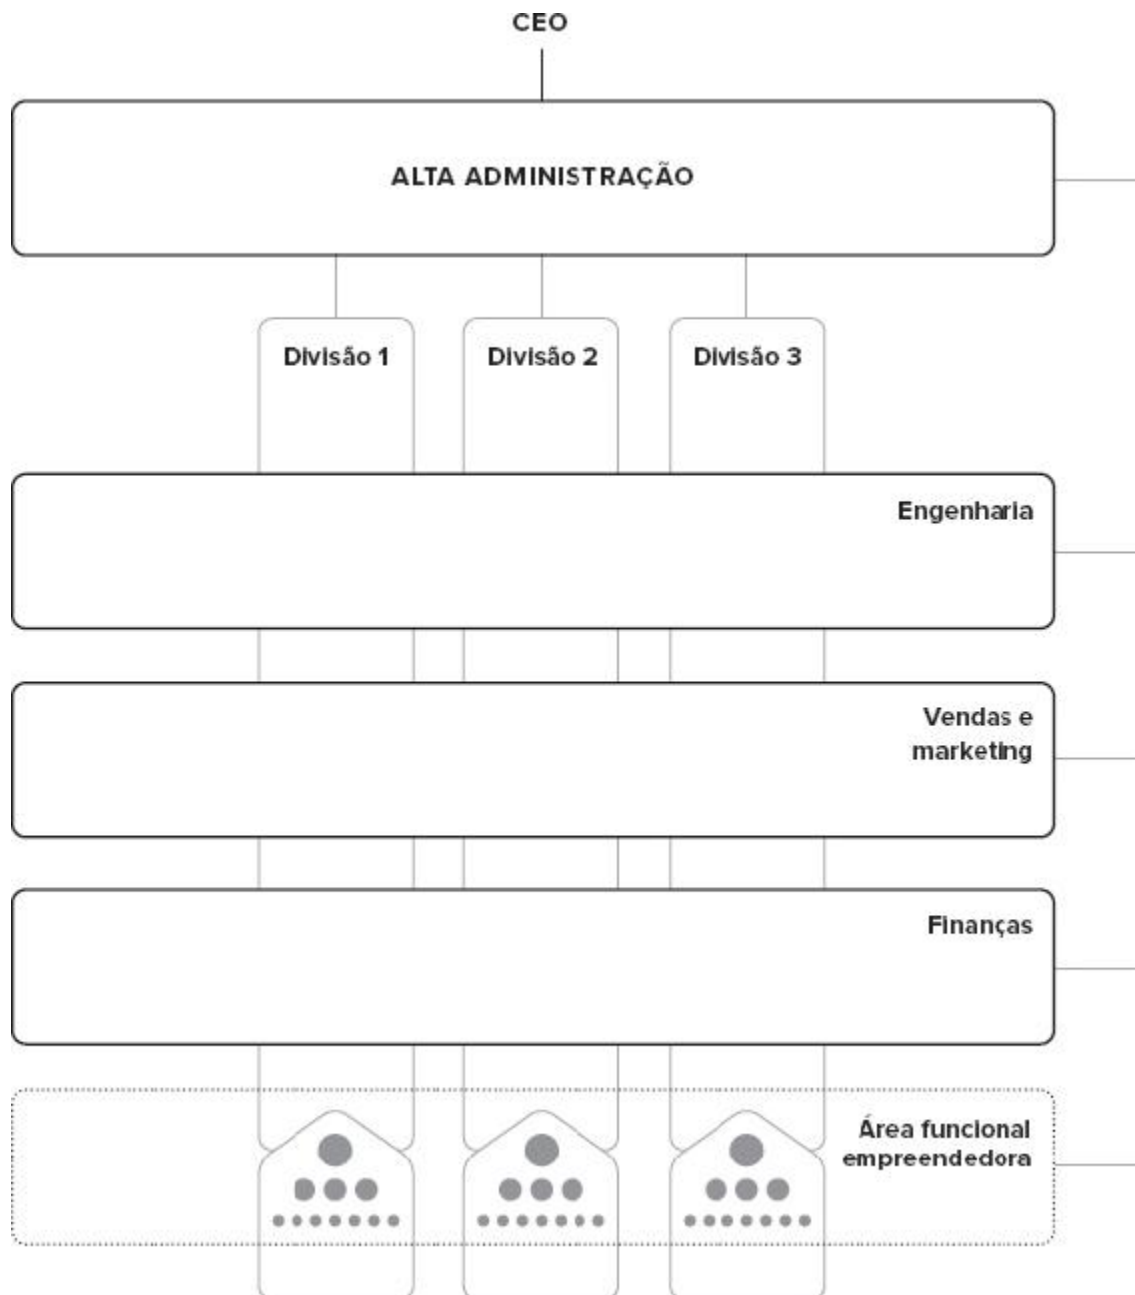 CEO
ALTA ADMINISTRAÇÃO
Divisão 1
Divisão 2
Divisão 3
Engenharia
Vendas e
marketing
Finanças
Área funcional
empreendedora